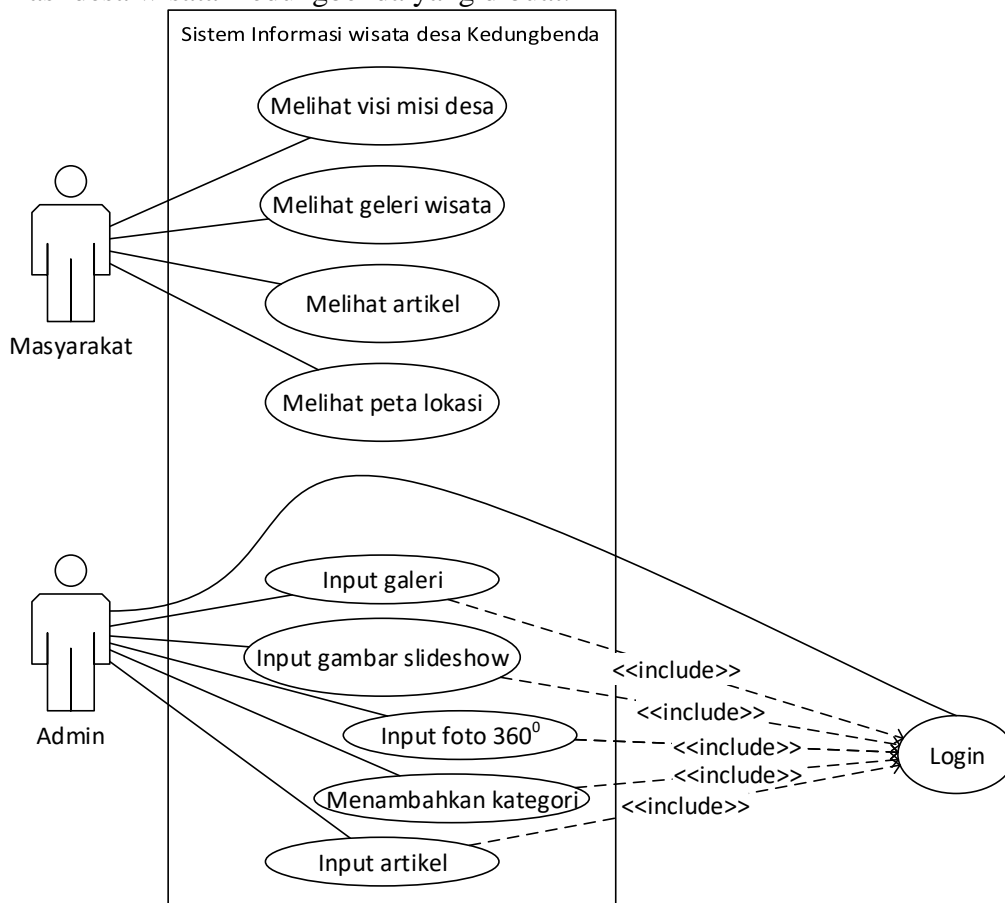 Sistem Informasi wisata desa Kedungbenda
Melihat visi misi desa
Melihat geleri wisata
Melihat artikel
Melihat peta lokasi
Masyarakat
Input galeri
Input gambar slideshow
Input foto 360⁰
Menambahkan kategori
Input artikel
Admin
<<include>>
<<include>>
<<include>>
<<include>>
<<include>>
Login